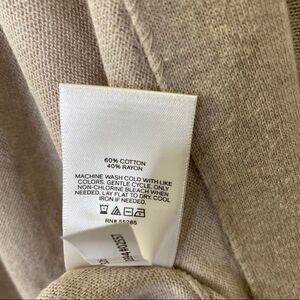 60% COTTON
40% RAYON
MACHINE WASH COLD WITH LIKE
COLORS. GENTLE CYCLE. ONLY
NON-CHLORINE BLEACH WHEN
NEEDED. LAY FLAT TO DRY. COOL
IRON IF NEEDED.
RN# 55285